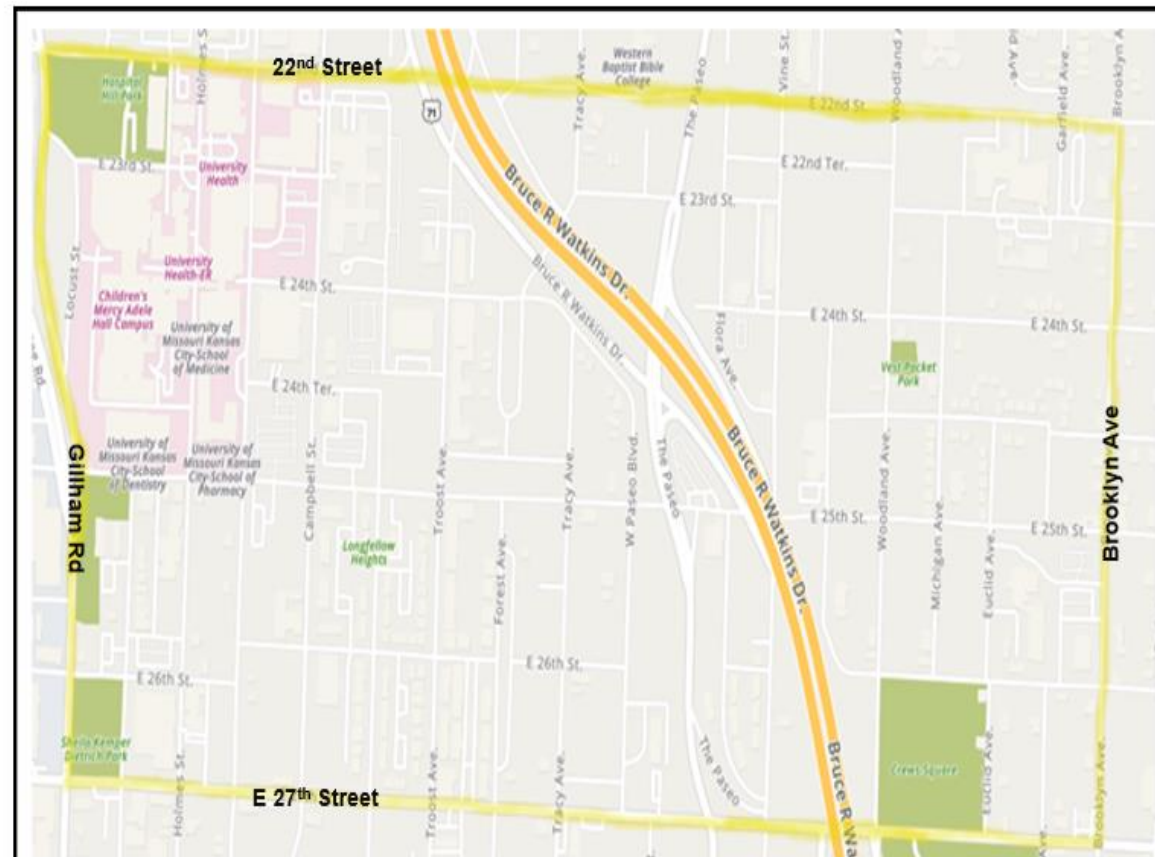 22nd Street
Hospital
Hill Park
Holmes S
71
Tracy Ave.
Western
Baptist Bible
College
The Paseo
Vine St.
Woodland Ave.
Garfield Ave.
Brooklyn A
E 22nd St.
E 22nd Ter.
E 23rd St.
University
Health
Bruce R Watkins Dr.
E 23rd St.
Locust St.
University
Health-ER
E 24th St.
Bruce R Watkins Dr.
Flora Ave.
E 24th St.
E 24th St.
Children's
Mercy Adele
Hall Campus
University of
Missouri Kansas
City-School
of Medicine
Vest Pocket
Park
E 24th Ter.
Gillham Rd
University of
Missouri Kansas
City-School
of Dentistry
University of
Missouri Kansas
City-School of
Pharmacy
Campbell St.
Troost Ave.
Tracy Ave.
W Paseo Blvd.
The Paseo
Bruce R Watkins Dr.
E 25th St.
Woodland Ave.
Michigan Ave.
Euclid Ave.
E 25th St.
Brooklyn Ave
Longfellow
Heights
Forest Ave.
E 26th St.
E 26th St.
Sheila Kemper
Dietrich Park
Holmes St.
E 27th Street
Troost Ave.
Tracy Ave.
The Paseo
Bruce R Wa
Crews Square
Euclid Ave.
Brooklyn Ave.